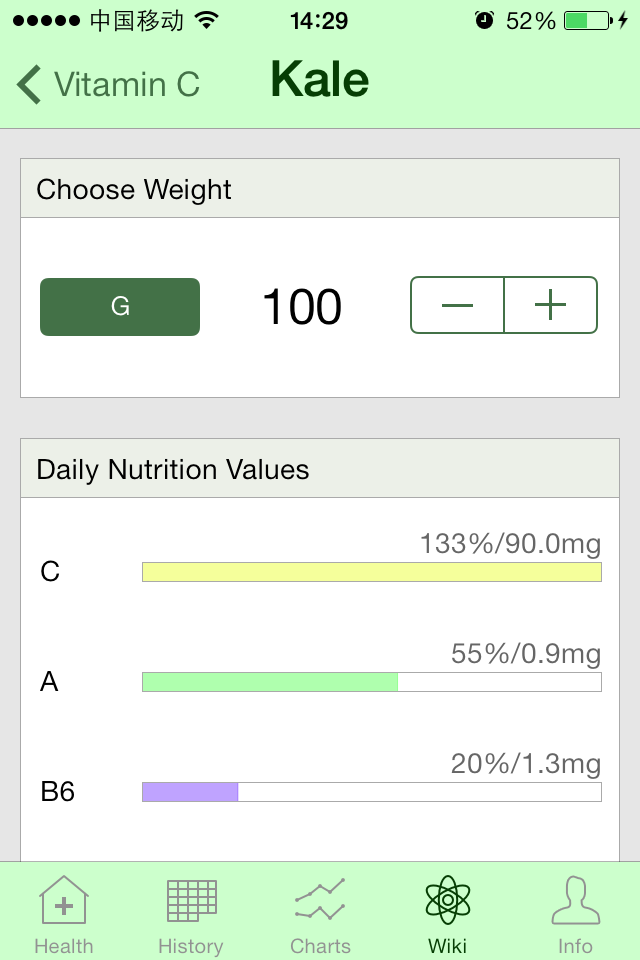 中国移动 14:29 52%
Vitamin C Kale
Choose Weight
G 100
Daily Nutrition Values
133%/90.0mg
C
55%/0.9mg
A
20%/1.3mg
B6
Health History Charts Wiki Info